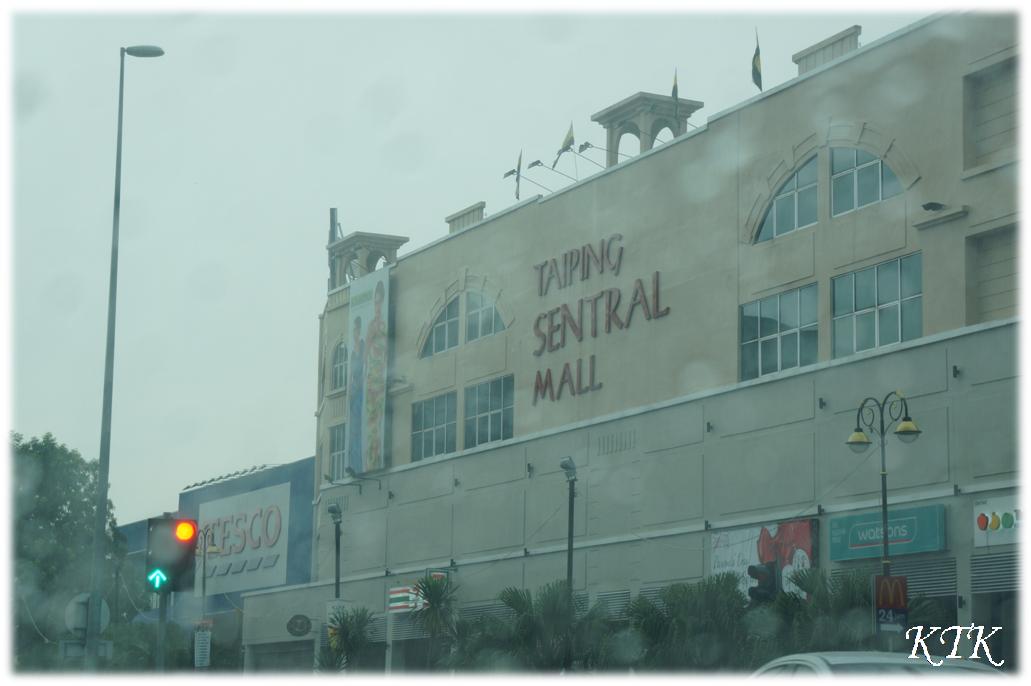 TAIPING
SENTRAL
MALL
TESCO
watsons
24
KTK